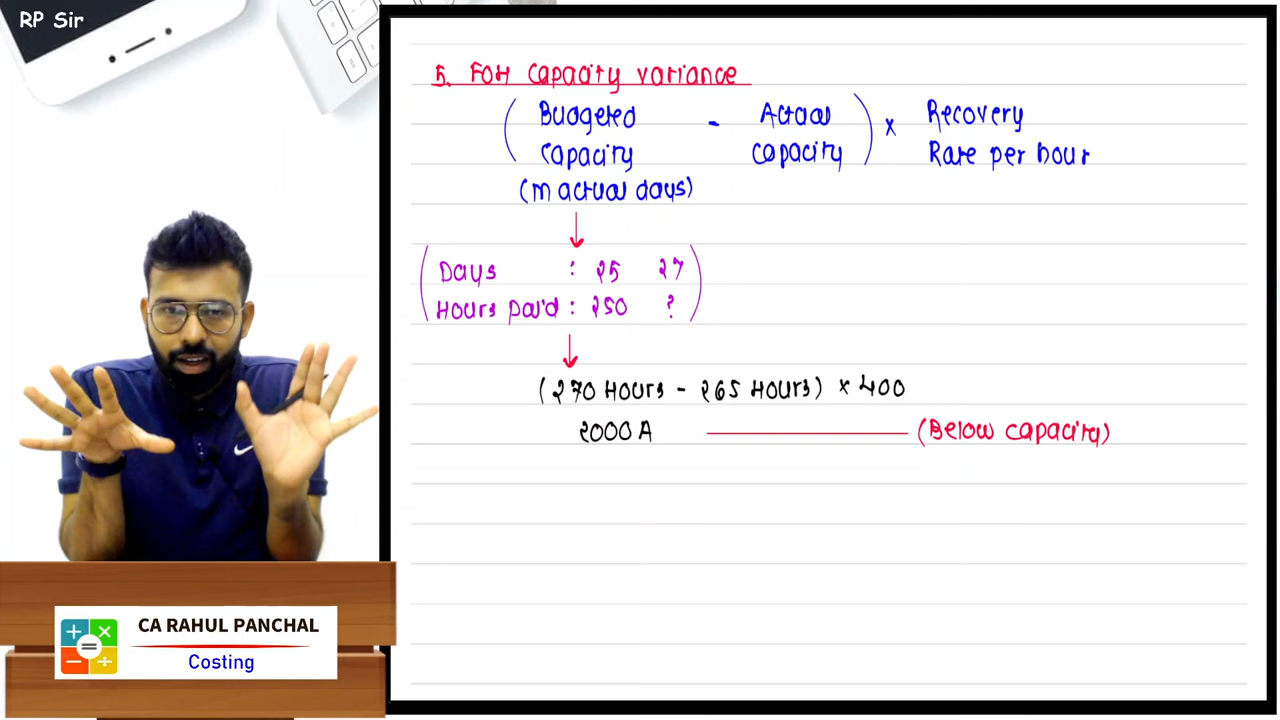 RP Sir
5. FOH Capacity variance
( Budgeted Capacity (in actual days) - Actual Capacity ) × Recovery Rate per hour
( Days : 25 27
Hours paid : 250 ? )
(270 Hours - 265 Hours) × 400
2000 A (Below capacity)
CA RAHUL PANCHAL
Costing